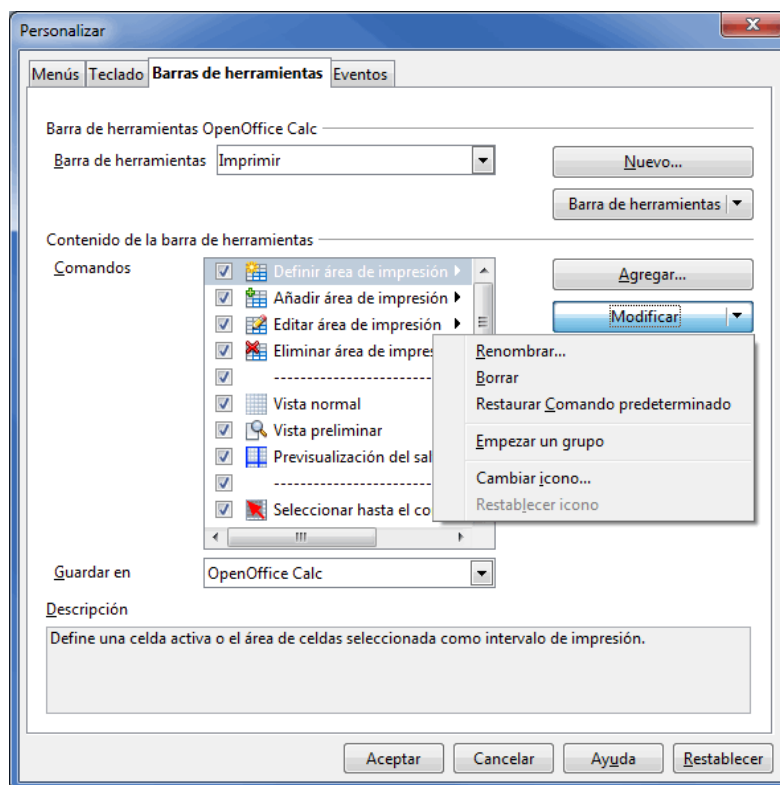 Personalizar
Menús Teclado Barras de herramientas Eventos
Barra de herramientas OpenOffice Calc
Barra de herramientas Imprimir Nuevo...
Barra de herramientas
Contenido de la barra de herramientas
Comandos Definir área de impresión Agregar...
Añadir área de impresión
Editar área de impresión Modificar
Eliminar área de impres
Renombrar...
Borrar
Restaurar Comando predeterminado
Empezar un grupo
Cambiar icono...
Restablecer icono
-----------------------
Vista normal
Vista preliminar
Previsualización del sal
-----------------------
Seleccionar hasta el co
Guardar en OpenOffice Calc
Descripción
Define una celda activa o el área de celdas seleccionada como intervalo de impresión.
Aceptar Cancelar Ayuda Restablecer